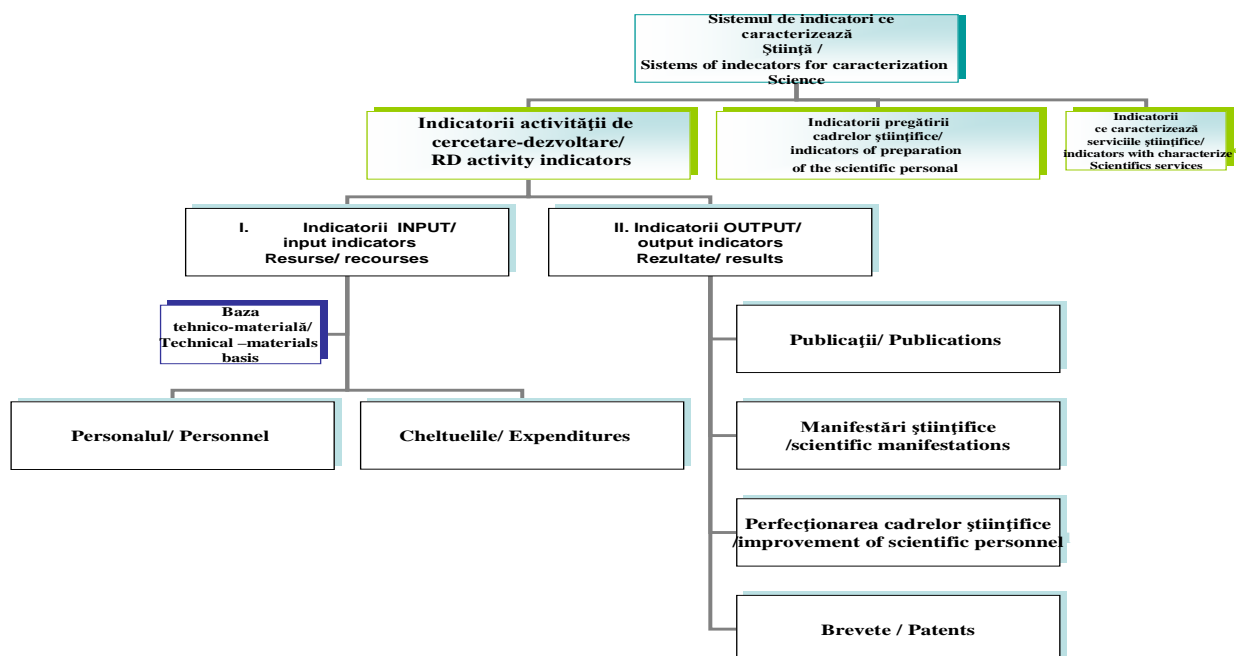 Sistemul de indicatori ce
caracterizează
Ştiinţă /
Sistems of indecators for caracterization
Science
Indicatorii activităţii de
cercetare-dezvoltare/
RD activity indicators
Indicatorii pregătirii
cadrelor ştiinţifice/
indicators of preparation
of the scientific personal
Indicatorii
ce caracterizează
serviciile ştiinţifice/
indicators with characterize
Scientifics services
I. Indicatorii INPUT/
input indicators
Resurse/ recourses
II. Indicatorii OUTPUT/
output indicators
Rezultate/ results
Baza
tehnico-materială/
Technical –materials
basis
Personalul/ Personnel
Cheltuelile/ Expenditures
Publicaţii/ Publications
Manifestări ştiinţifice
/scientific manifestations
Perfecţionarea cadrelor ştiinţifice
/improvement of scientific personnel
Brevete / Patents